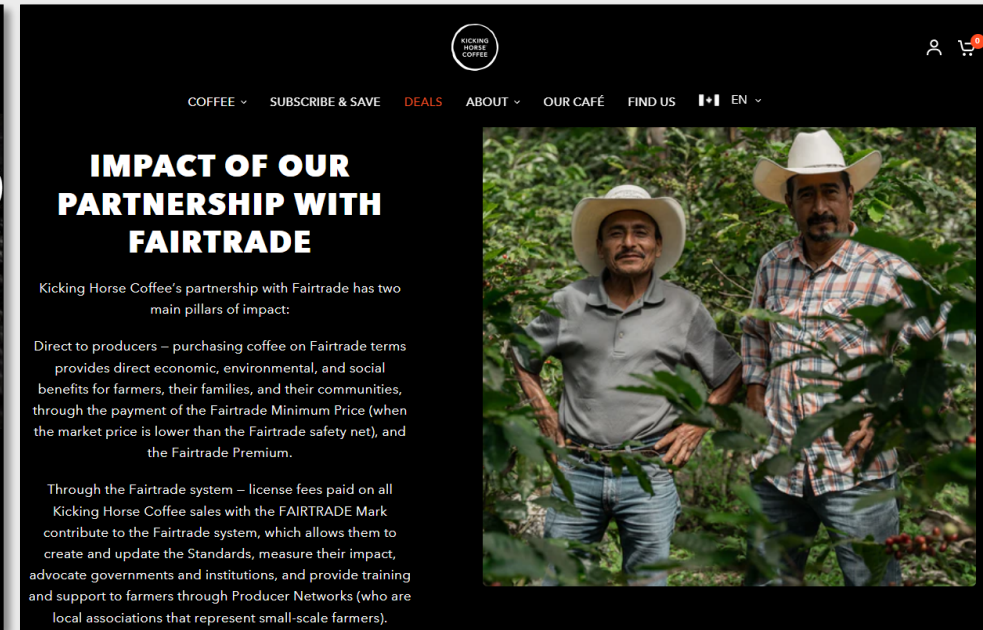 KICKING
HORSE
COFFEE
0
COFFEE
SUBSCRIBE & SAVE
DEALS
ABOUT
OUR CAFÉ
FIND US
EN
IMPACT OF OUR
PARTNERSHIP WITH
FAIRTRADE
Kicking Horse Coffee's partnership with Fairtrade has two
main pillars of impact:
Direct to producers – purchasing coffee on Fairtrade terms
provides direct economic, environmental, and social
benefits for farmers, their families, and their communities,
through the payment of the Fairtrade Minimum Price (when
the market price is lower than the Fairtrade safety net), and
the Fairtrade Premium.
Through the Fairtrade system – license fees paid on all
Kicking Horse Coffee sales with the FAIRTRADE Mark
contribute to the Fairtrade system, which allows them to
create and update the Standards, measure their impact,
advocate governments and institutions, and provide training
and support to farmers through Producer Networks (who are
local associations that represent small-scale farmers).